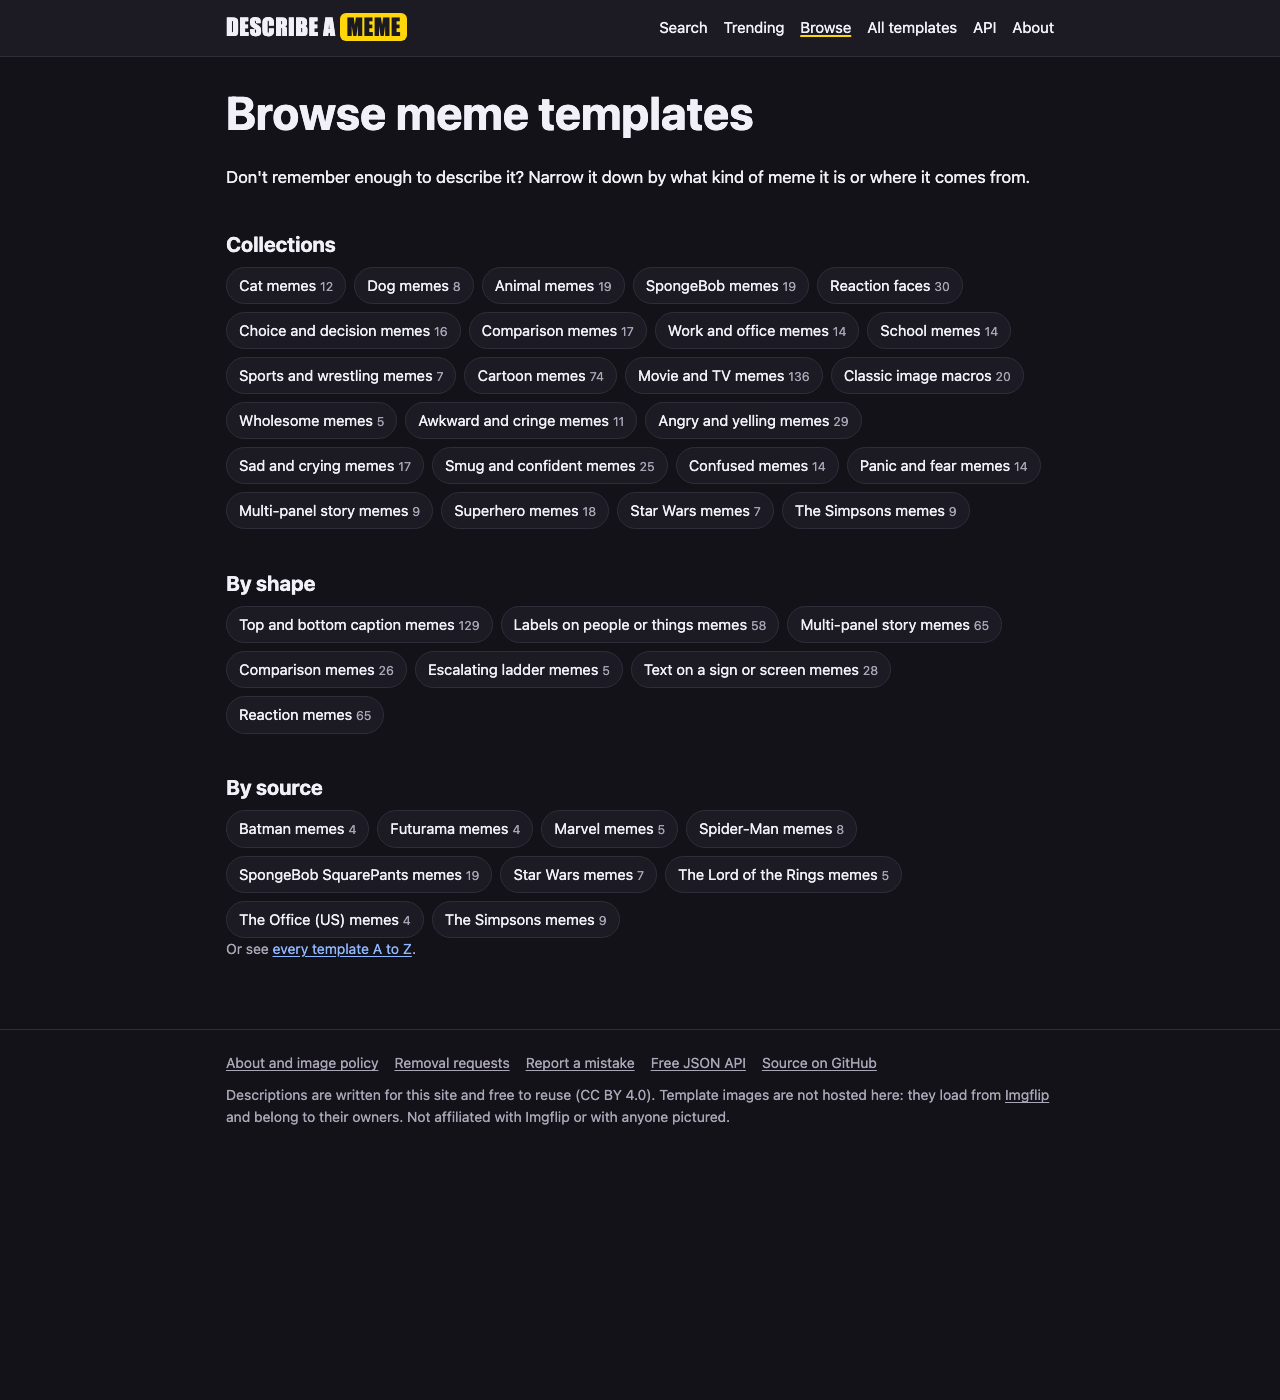 DESCRIBE A MEME
Search Trending Browse All templates API About
Browse meme templates
Don't remember enough to describe it? Narrow it down by what kind of meme it is or where it comes from.
Collections
Cat memes 12 Dog memes 8 Animal memes 19 SpongeBob memes 19 Reaction faces 30
Choice and decision memes 16 Comparison memes 17 Work and office memes 14 School memes 14
Sports and wrestling memes 7 Cartoon memes 74 Movie and TV memes 136 Classic image macros 20
Wholesome memes 5 Awkward and cringe memes 11 Angry and yelling memes 29
Sad and crying memes 17 Smug and confident memes 25 Confused memes 14 Panic and fear memes 14
Multi-panel story memes 9 Superhero memes 18 Star Wars memes 7 The Simpsons memes 9
By shape
Top and bottom caption memes 129 Labels on people or things memes 58 Multi-panel story memes 65
Comparison memes 26 Escalating ladder memes 5 Text on a sign or screen memes 28
Reaction memes 65
By source
Batman memes 4 Futurama memes 4 Marvel memes 5 Spider-Man memes 8
SpongeBob SquarePants memes 19 Star Wars memes 7 The Lord of the Rings memes 5
The Office (US) memes 4 The Simpsons memes 9
Or see every template A to Z.
About and image policy Removal requests Report a mistake Free JSON API Source on GitHub
Descriptions are written for this site and free to reuse (CC BY 4.0). Template images are not hosted here: they load from Imgflip
and belong to their owners. Not affiliated with Imgflip or with anyone pictured.